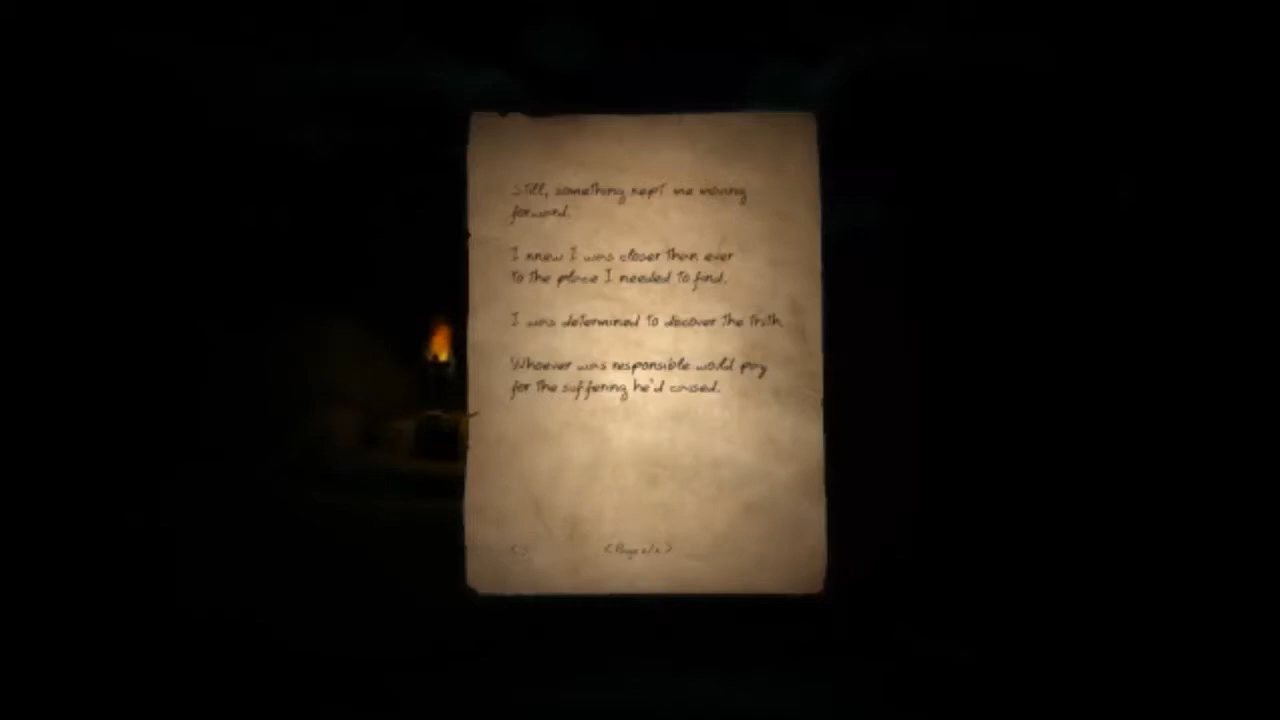 Still, something kept me moving
forward.
I knew I was closer than ever
to the place I needed to find.
I was determined to discover the truth.
Whoever was responsible would pay
for the suffering he'd caused.
<Page